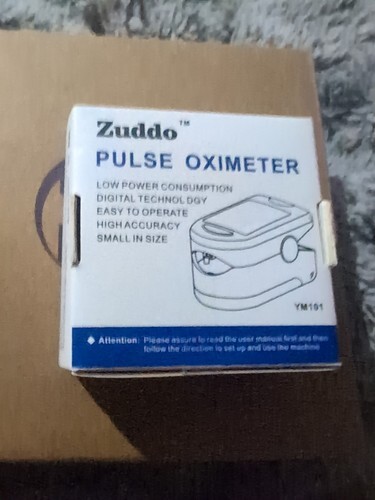 Zuddo™
PULSE OXIMETER
LOW POWER CONSUMPTION
DIGITAL TECHNOLOGY
EASY TO OPERATE
HIGH ACCURACY
SMALL IN SIZE
YM101
◆ Attention: Please assure to read the user manual first and then
follow the direction is set up and use the machine